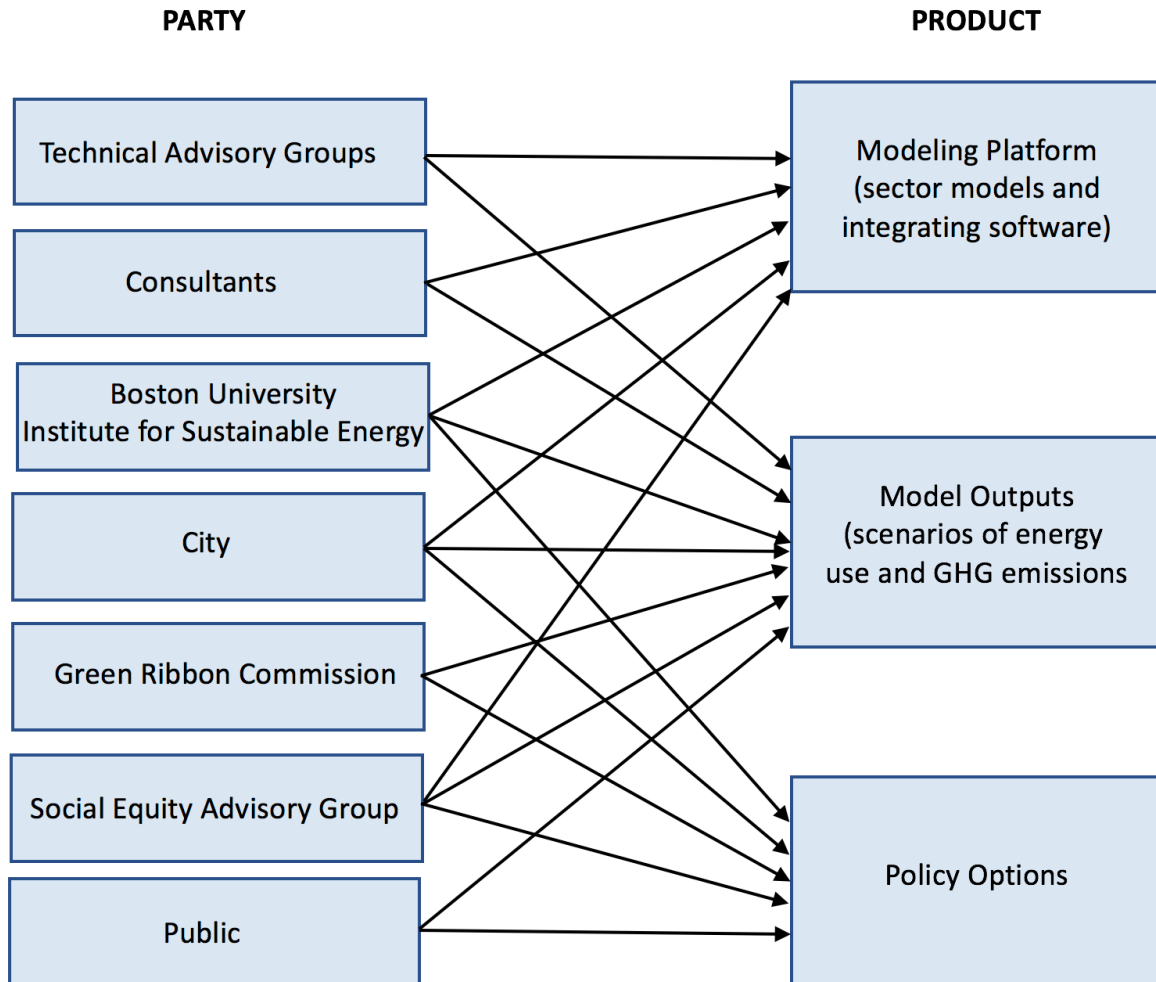 PARTY
PRODUCT
Technical Advisory Groups
Consultants
Boston University
Institute for Sustainable Energy
City
Green Ribbon Commission
Social Equity Advisory Group
Public
Modeling Platform
(sector models and
integrating software)
Model Outputs
(scenarios of energy
use and GHG emissions
Policy Options